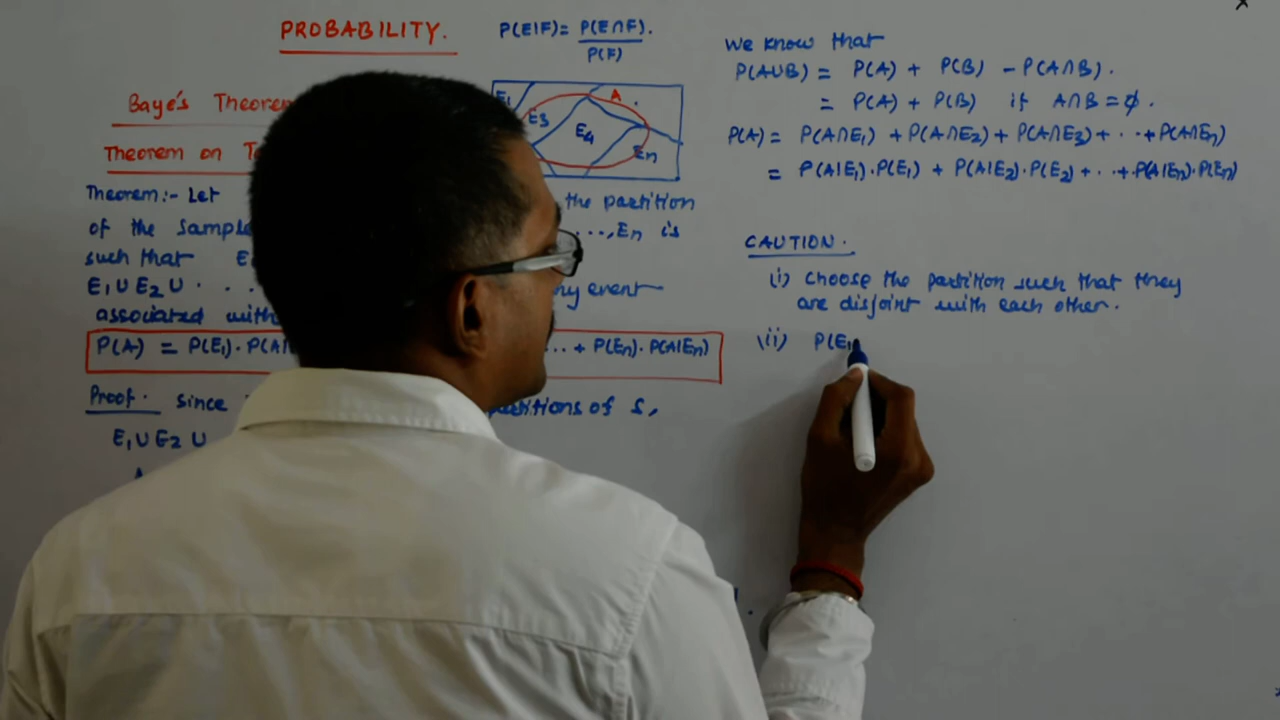 PROBABILITY.
P(E|F) = P(E∩F).
P(F)
Baye's Theorem
Theorem on
Theorem:- Let
the partition
of the Sample
...,En is
such that E
E1 U E2 U . . .
any event
associated with
P(A) = P(E1). P(A|
... + P(En). P(A|En)
Proof. Since
partitions of S,
E1 U E2 U
A
E1
E3
E4
A
En
We know that
P(AUB) = P(A) + P(B) - P(A∩B).
= P(A) + P(B) if A∩B = φ.
P(A) = P(A∩E1) + P(A∩E2) + P(A∩E3) + . .. + P(A∩En)
= P(A|E1).P(E1) + P(A|E2).P(E2) + . .. + P(A|En).P(En)
CAUTION.
(i) Choose the partition such that they
are disjoint with each other.
(ii) P(E1